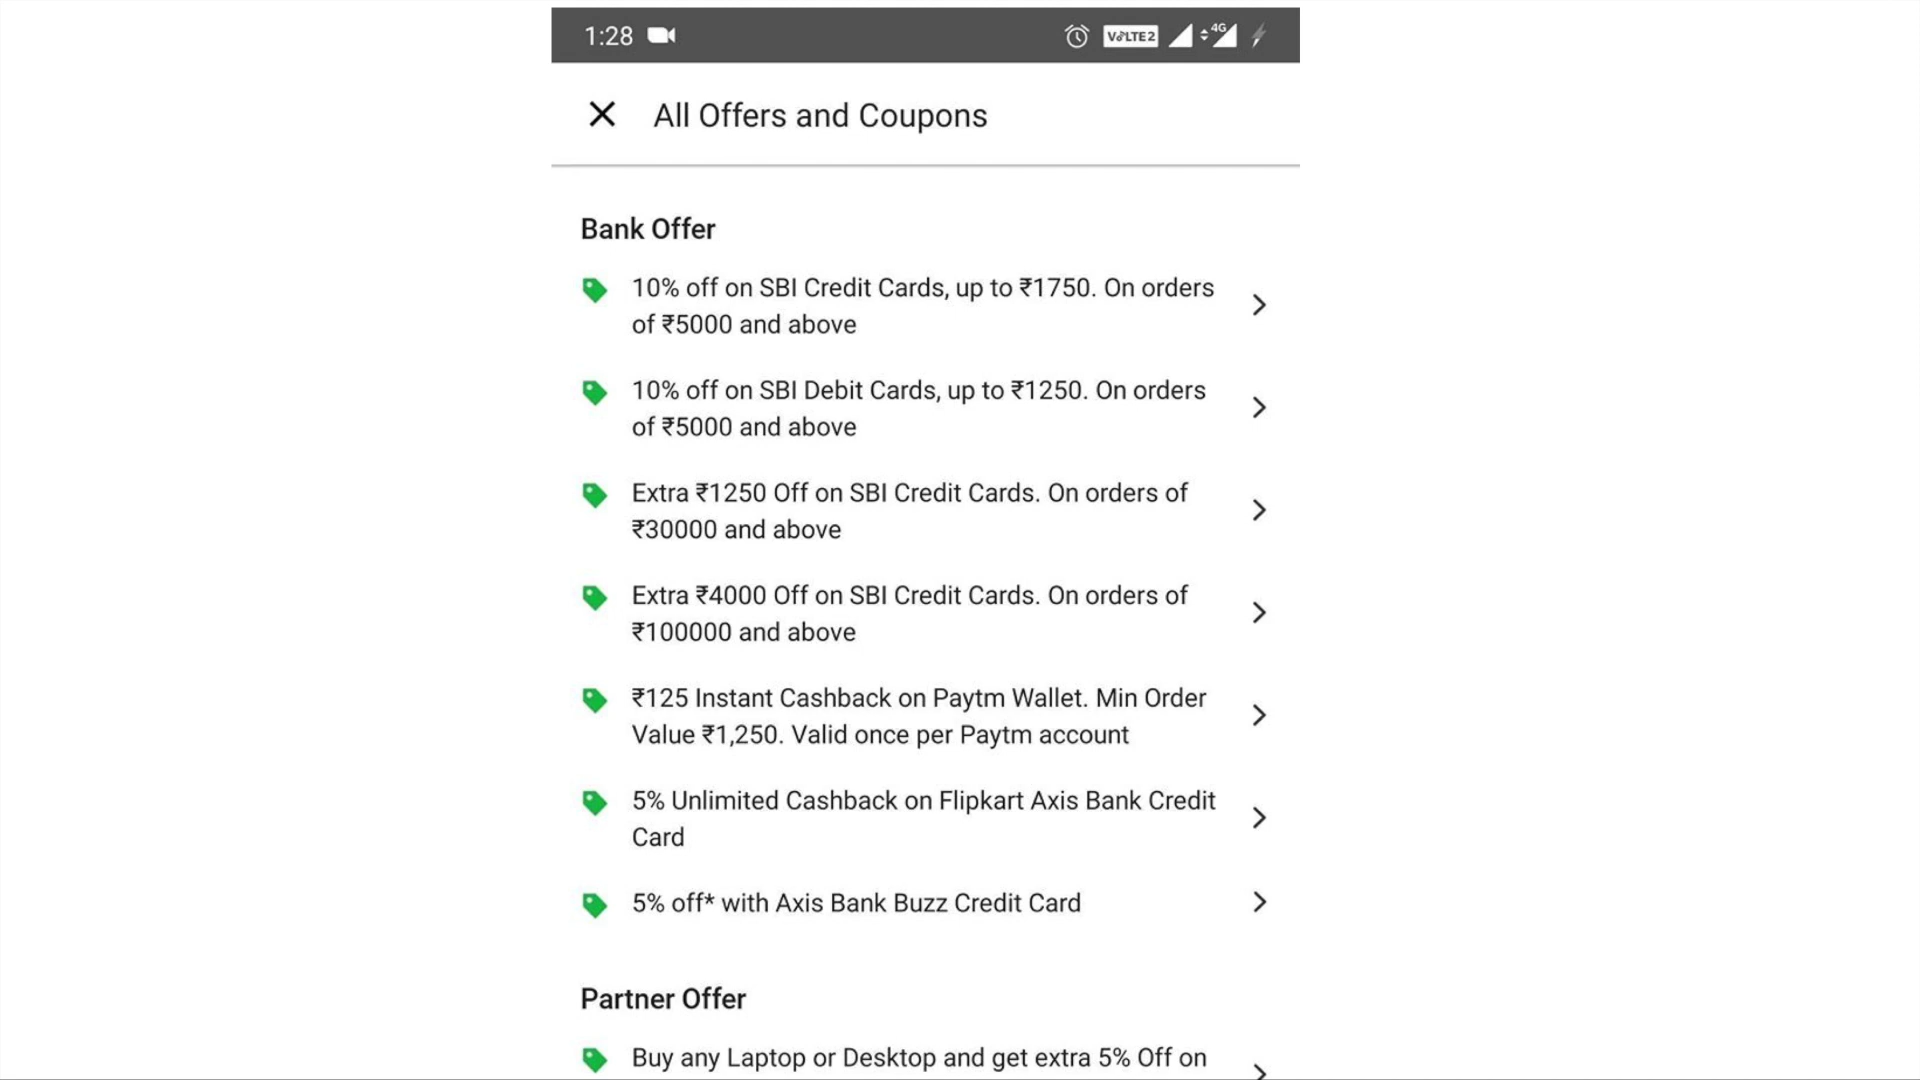 1:28
VoLTE2
4G
All Offers and Coupons
Bank Offer
10% off on SBI Credit Cards, up to ₹1750. On orders
of ₹5000 and above
10% off on SBI Debit Cards, up to ₹1250. On orders
of ₹5000 and above
Extra ₹1250 Off on SBI Credit Cards. On orders of
₹30000 and above
Extra ₹4000 Off on SBI Credit Cards. On orders of
₹100000 and above
₹125 Instant Cashback on Paytm Wallet. Min Order
Value ₹1,250. Valid once per Paytm account
5% Unlimited Cashback on Flipkart Axis Bank Credit
Card
5% off* with Axis Bank Buzz Credit Card
Partner Offer
Buy any Laptop or Desktop and get extra 5% Off on